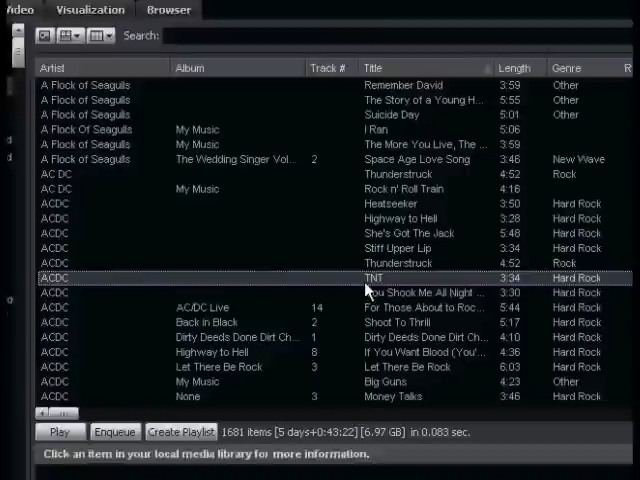 Video Visualization Browser
Search:
Artist Album Track # Title Length Genre R
A Flock of Seagulls Remember David 3:59 Other
A Flock of Seagulls The Story of a Young H... 5:55 Other
A Flock of Seagulls Suicide Day 5:01 Other
A Flock Of Seagulls My Music I Ran 5:06
A Flock of Seagulls My Music The More You Live, The ... 3:59
A Flock of Seagulls The Wedding Singer Vol... 2 Space Age Love Song 3:46 New Wave
AC DC Thunderstruck 4:52 Rock
AC DC My Music Rock n' Roll Train 4:16
ACDC Heatseeker 3:50 Hard Rock
ACDC Highway to Hell 3:28 Hard Rock
ACDC She's Got The Jack 5:48 Hard Rock
ACDC Stiff Upper Lip 3:34 Hard Rock
ACDC Thunderstruck 4:52 Rock
ACDC TNT 3:34 Hard Rock
ACDC You Shook Me All Night ... 3:30 Hard Rock
ACDC AC/DC Live 14 For Those About to Roc... 5:44 Hard Rock
ACDC Back in Black 2 Shoot To Thrill 5:17 Hard Rock
ACDC Dirty Deeds Done Dirt Ch... 1 Dirty Deeds Done Dirt C... 4:10 Hard Rock
ACDC Highway to Hell 8 If You Want Blood (You'... 4:36 Hard Rock
ACDC Let There Be Rock 3 Let There Be Rock 6:03 Hard Rock
ACDC My Music Big Guns 4:23 Other
ACDC None 3 Money Talks 3:46 Hard Rock
Play Enqueue Create Playlist 1681 items [5 days+0:43:22] [6.97 GB] in 0.083 sec.
Click an item in your local media library for more information.